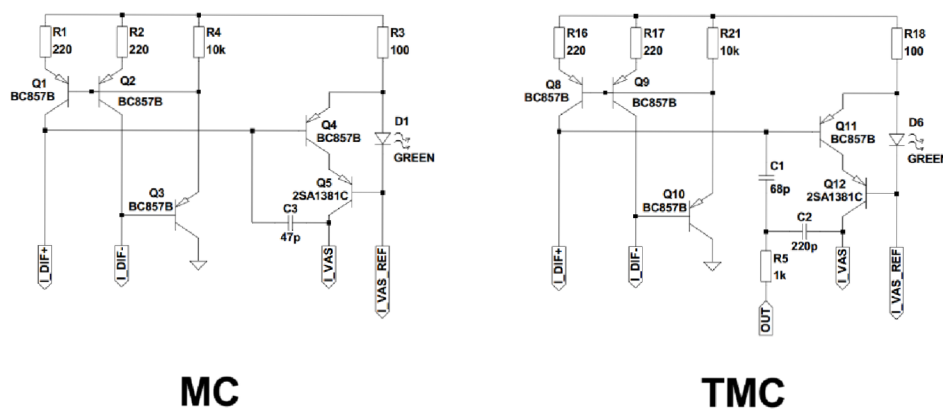 R1
220
R2
220
R4
10k
R3
100
Q1
BC857B
Q2
BC857B
Q4
BC857B
D1
GREEN
Q5
2SA1381C
Q3
BC857B
C3
47p
I_DIF+
I_DIF-
I_VAS
I_VAS_REF
MC
R16
220
R17
220
R21
10k
R18
100
Q8
BC857B
Q9
BC857B
Q11
BC857B
D6
GREEN
C1
68p
Q12
2SA1381C
Q10
BC857B
C2
220p
R5
1k
I_DIF+
I_DIF-
I_VAS
I_VAS_REF
OUT
TMC